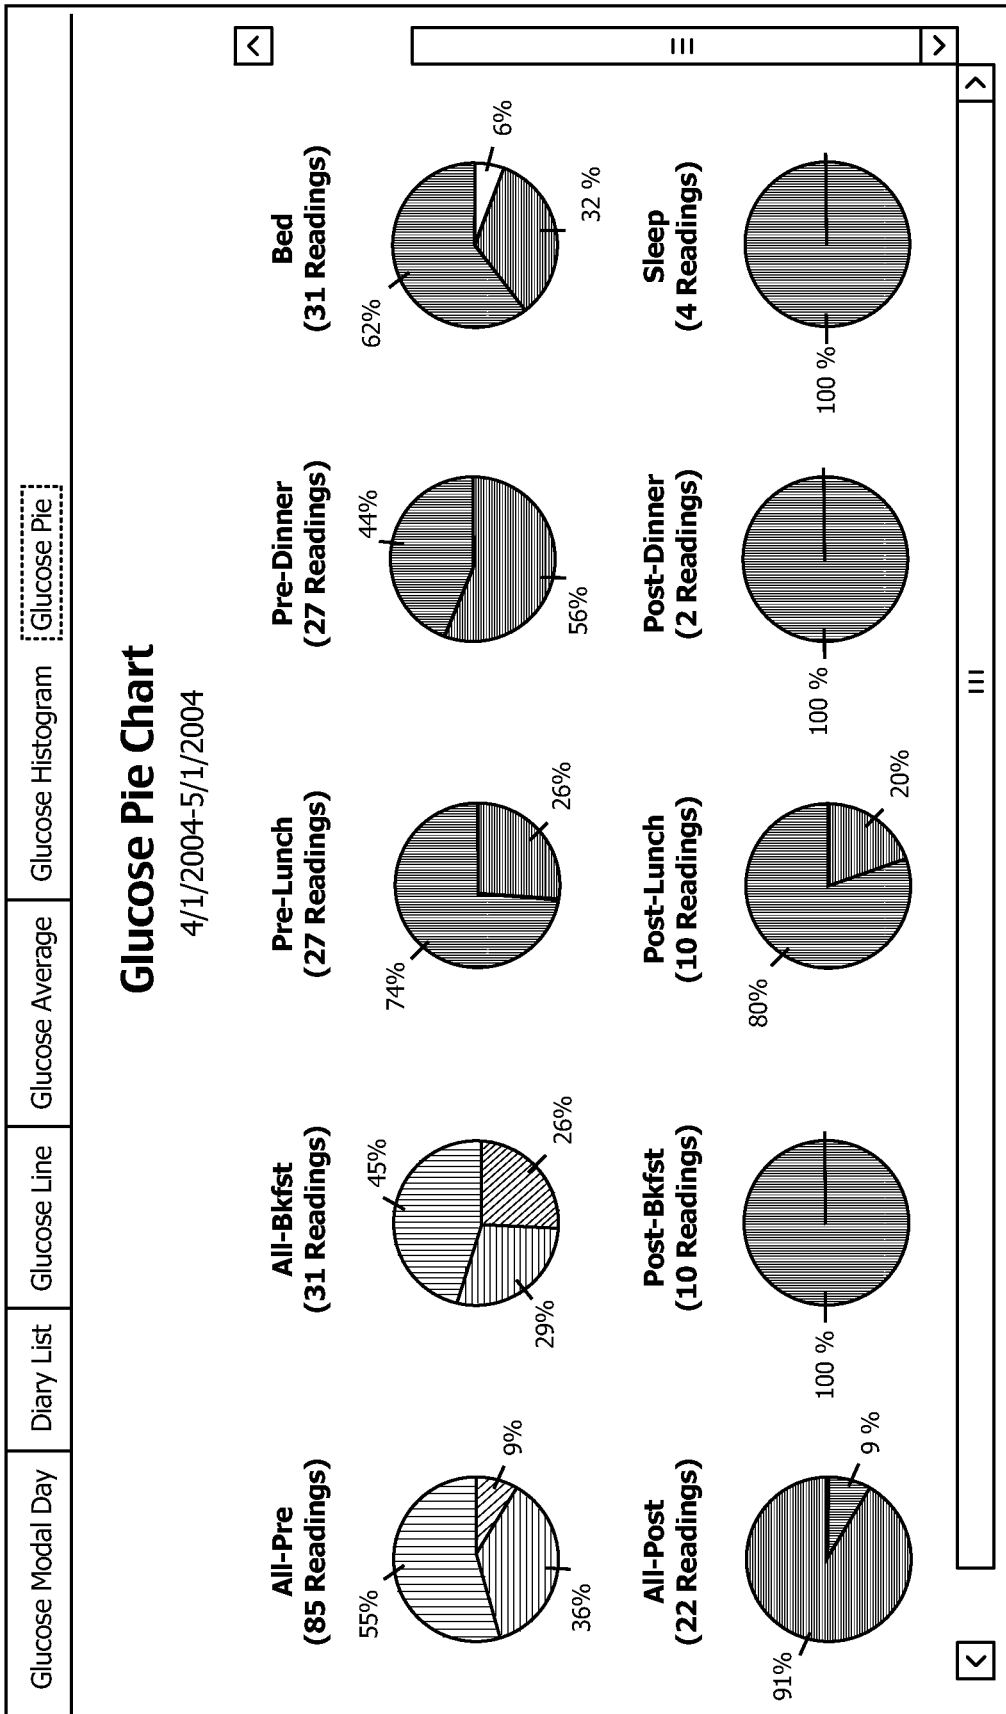 Glucose Modal Day
Diary List
Glucose Line
Glucose Average
Glucose Histogram
Glucose Pie
Glucose Pie Chart
4/1/2004-5/1/2004
All-Pre
(85 Readings)
55%
9%
36%
All-Bkfst
(31 Readings)
45%
26%
29%
Pre-Lunch
(27 Readings)
74%
26%
Pre-Dinner
(27 Readings)
44%
56%
Bed
(31 Readings)
62%
6%
32 %
All-Post
(22 Readings)
91%
9 %
Post-Bkfst
(10 Readings)
100 %
Post-Lunch
(10 Readings)
80%
20%
Post-Dinner
(2 Readings)
100 %
Sleep
(4 Readings)
100 %